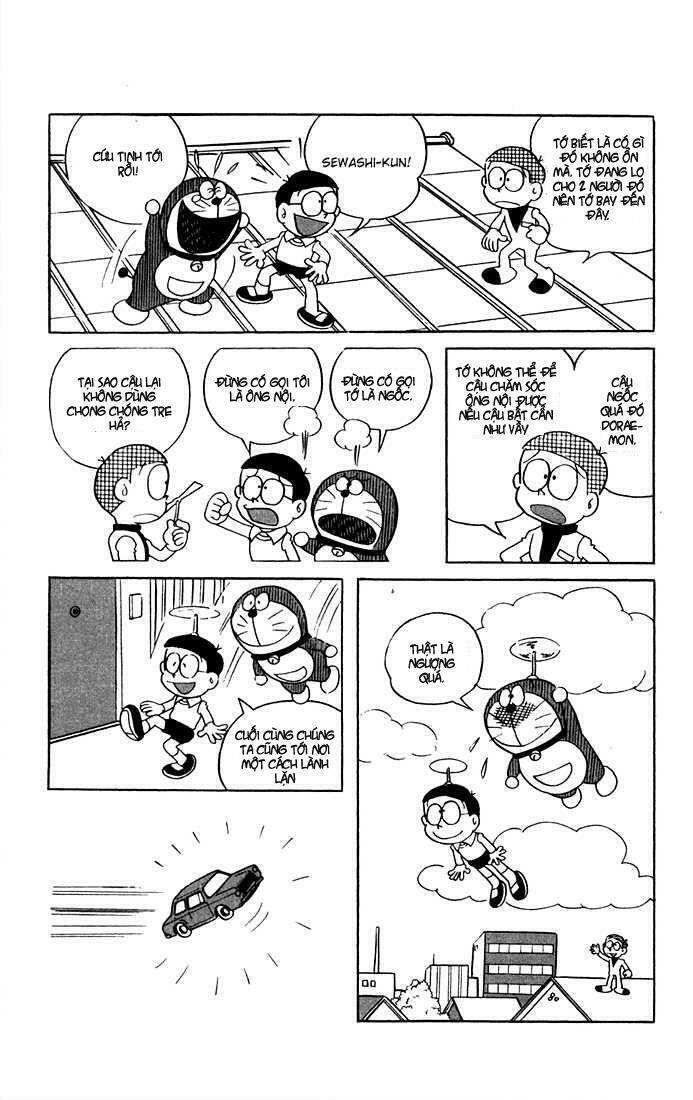 TỚ BIẾT LÀ CÓ GÌ
ĐÓ KHÔNG ỔN
MÀ. TỚ ĐANG LO
CHO 2 NGƯỜI ĐÓ
NÊN TỚ BAY ĐẾN
ĐÂY.
SEWASHI-KUN!
CỨU TINH TỚI
RỒI!
CẬU
NGỐC
QUÁ ĐÓ
DORAE-
MON.
TỚ KHÔNG THỂ ĐỂ
CẬU CHĂM SÓC
ÔNG NỘI ĐƯỢC
NẾU CẬU BẤT CẨN
NHƯ VẦY
ĐỪNG CÓ GỌI
TỚ LÀ NGỐC.
ĐỪNG CÓ GỌI TÔI
LÀ ÔNG NỘI.
TẠI SAO CẬU LẠI
KHÔNG DÙNG
CHONG CHÓNG TRE
HẢ?
THẬT LÀ
NGƯỢNG
QUÁ.
CUỐI CÙNG CHÚNG
TA CŨNG TỚI NƠI
MỘT CÁCH LÀNH
LẶN